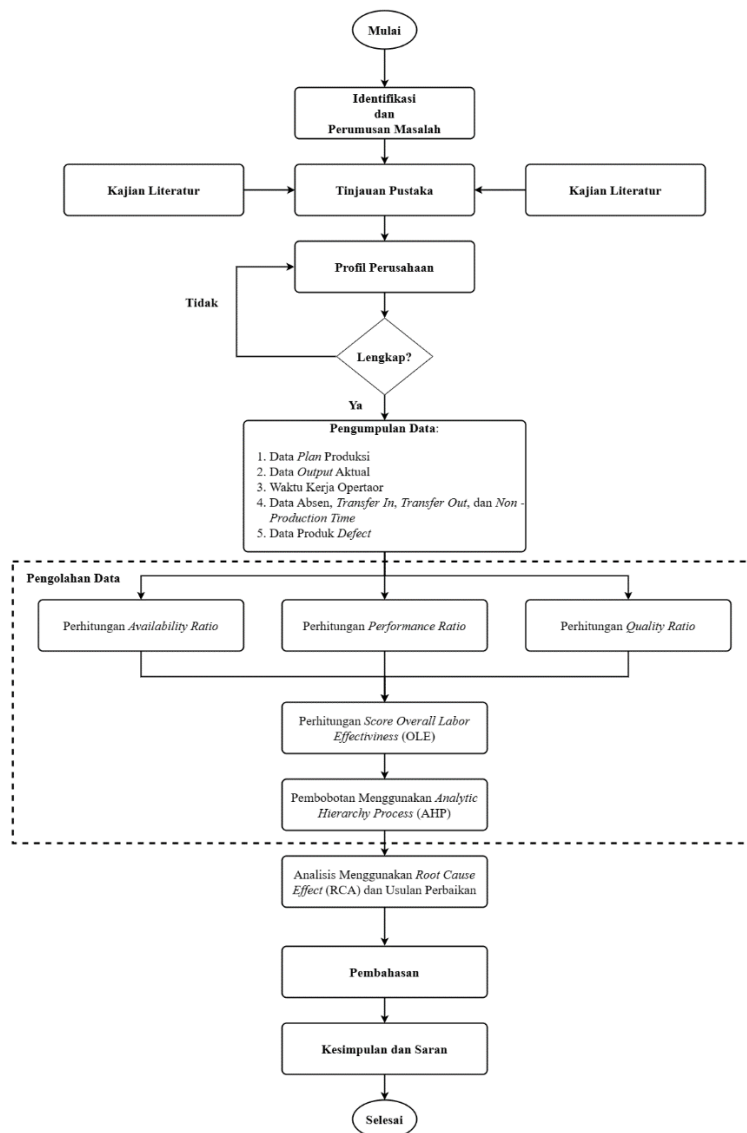 Mulai
Identifikasi
dan
Perumusan Masalah
Kajian Literatur
Tinjauan Pustaka
Kajian Literatur
Profil Perusahaan
Tidak
Lengkap?
Ya
Pengumpulan Data:
1. Data Plan Produksi
2. Data Output Aktual
3. Waktu Kerja Opertaor
4. Data Absen, Transfer In, Transfer Out, dan Non -
Production Time
5. Data Produk Defect
Pengolahan Data
Perhitungan Availability Ratio
Perhitungan Performance Ratio
Perhitungan Quality Ratio
Perhitungan Score Overall Labor
Effectiviness (OLE)
Pembobotan Menggunakan Analytic
Hierarchy Process (AHP)
Analisis Menggunakan Root Cause
Effect (RCA) dan Usulan Perbaikan
Pembahasan
Kesimpulan dan Saran
Selesai